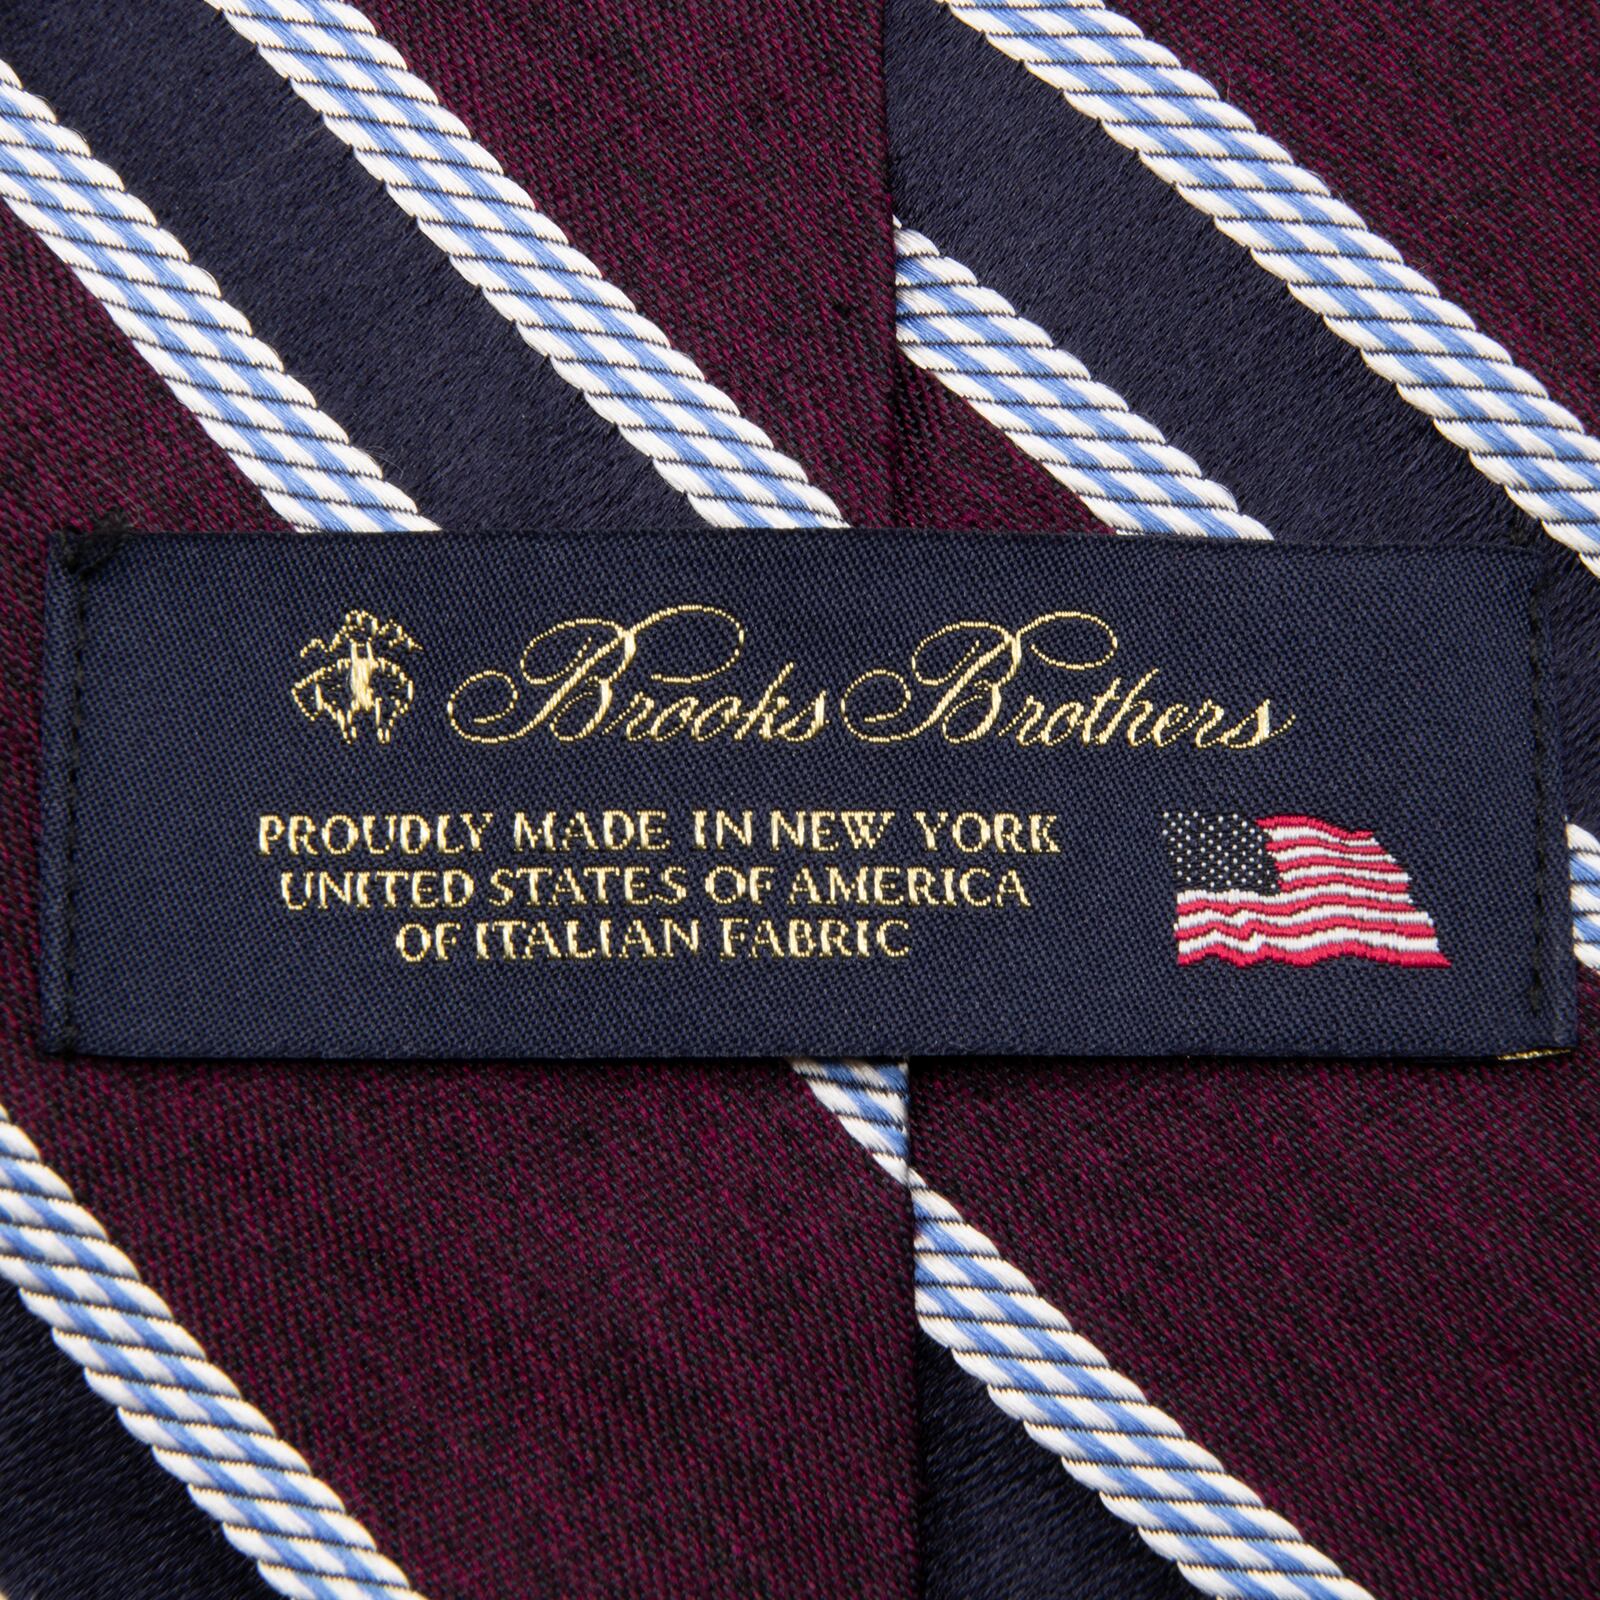 Brooks Brothers
PROUDLY MADE IN NEW YORK
UNITED STATES OF AMERICA
OF ITALIAN FABRIC